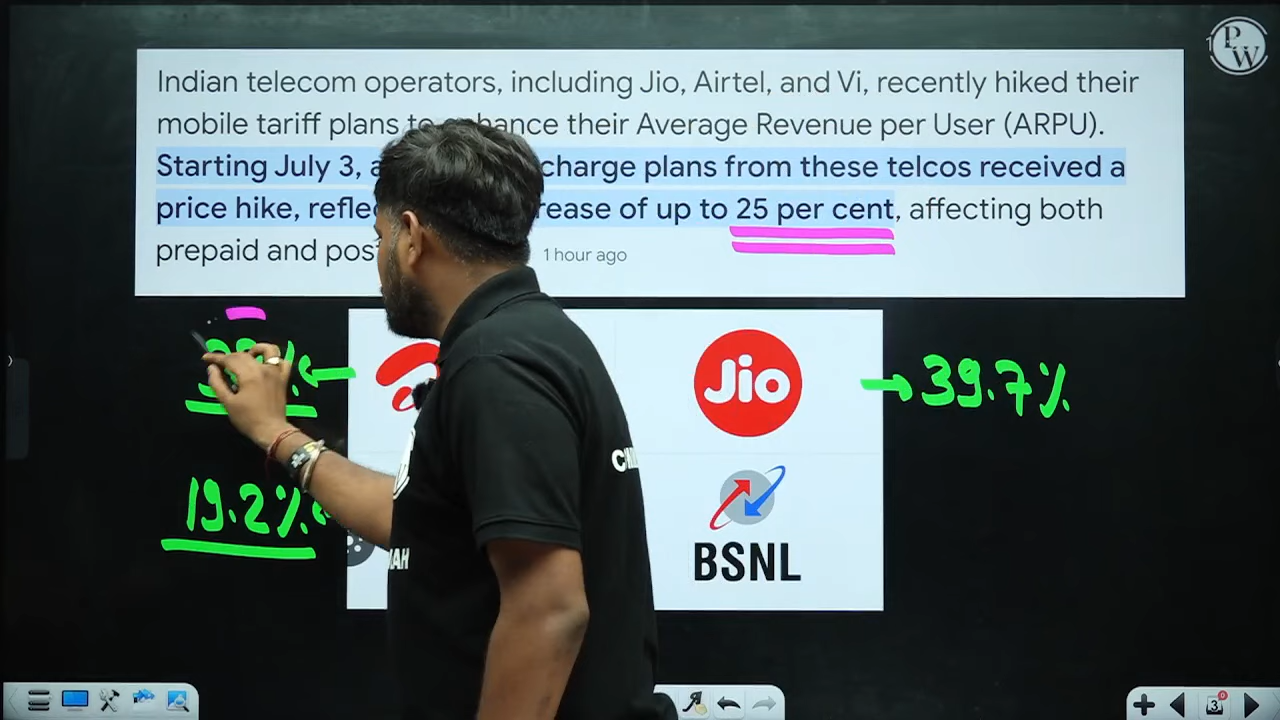 PW
Indian telecom operators, including Jio, Airtel, and Vi, recently hiked their
mobile tariff plans to enhance their Average Revenue per User (ARPU).
Starting July 3, charge plans from these telcos received a
price hike, rease of up to 25 per cent, affecting both
prepaid and 1 hour ago
Jio
39.7%
19.2%
BSNL
3